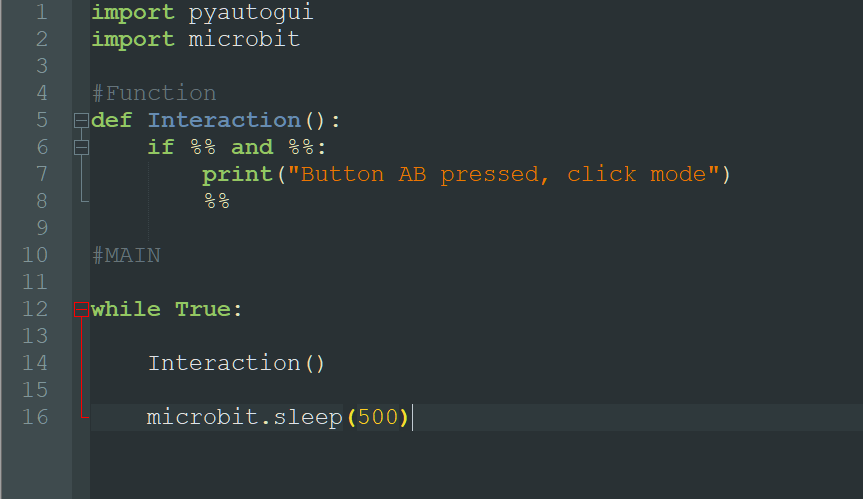 1 import pyautogui
2 import microbit
3
4 #Function
5 def Interaction():
6     if %% and %%:
7         print("Button AB pressed, click mode")
8         %%
9
10 #MAIN
11
12 while True:
13
14     Interaction()
15
16     microbit.sleep(500)